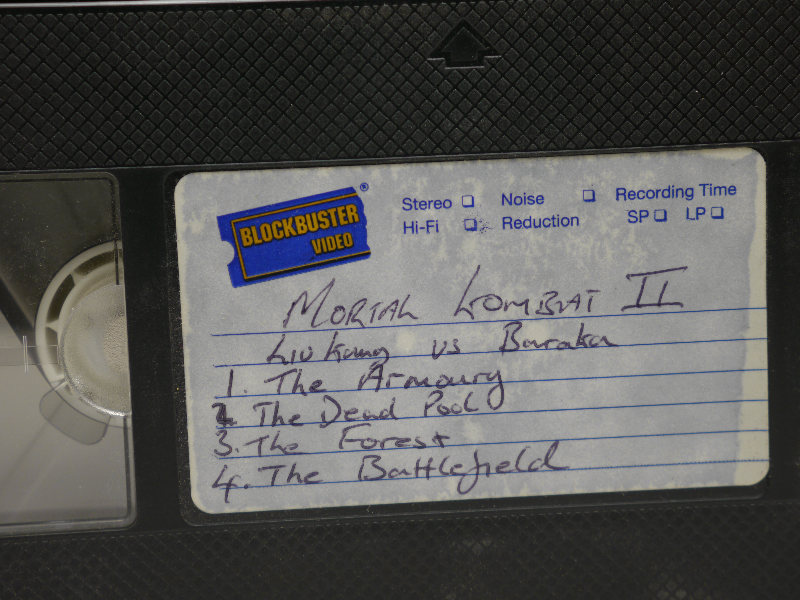 BLOCKBUSTER®
VIDEO
Stereo Noise Recording Time
Hi-Fi Reduction SP LP
MORTAL KOMBAT II
Liu Kang vs Baraka
1. The Armoury
2. The Dead Pool
3. The Forest
4. The Battlefield